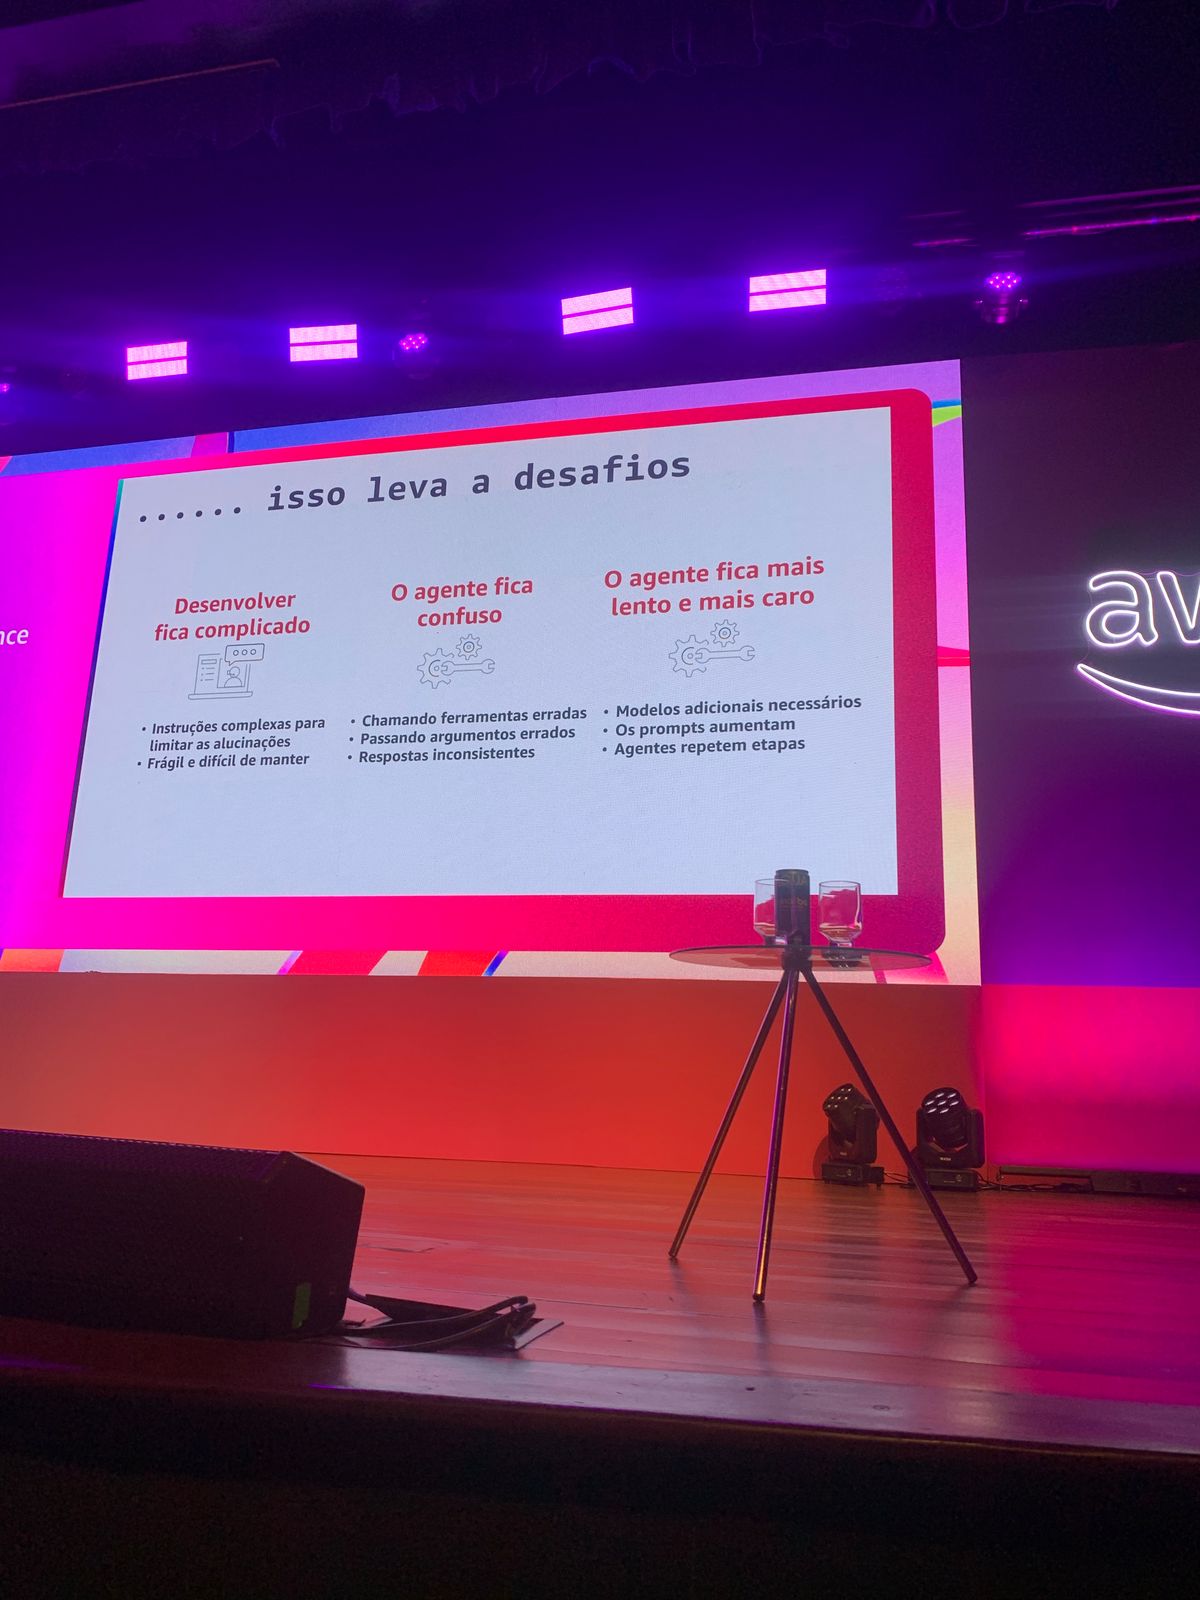 ...... isso leva a desafios
Desenvolver
fica complicado
• Instruções complexas para
limitar as alucinações
• Frágil e difícil de manter
O agente fica
confuso
• Chamando ferramentas erradas
• Passando argumentos errados
• Respostas inconsistentes
O agente fica mais
lento e mais caro
• Modelos adicionais necessários
• Os prompts aumentam
• Agentes repetem etapas
nce
aw